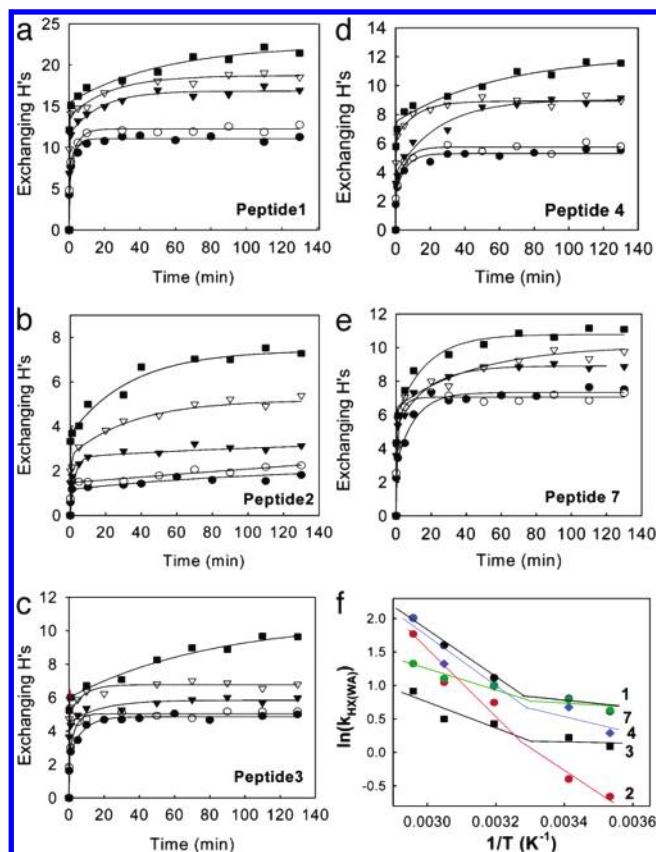 a
Exchanging H's
25
20
15
10
5
0
0 20 40 60 80 100 120 140
Time (min)
Peptide1
b
Exchanging H's
8
6
4
2
0
0 20 40 60 80 100 120 140
Time (min)
Peptide2
c
Exchanging H's
12
10
8
6
4
2
0
0 20 40 60 80 100 120 140
Time (min)
Peptide3
d
Exchanging H's
14
12
10
8
6
4
2
0
0 20 40 60 80 100 120 140
Time (min)
Peptide 4
e
Exchanging H's
12
10
8
6
4
2
0
0 20 40 60 80 100 120 140
Time (min)
Peptide 7
f
ln(kHX(WA))
2.0
1.5
1.0
0.5
0.0
-0.5
0.0030 0.0032 0.0034 0.0036
1/T (K-1)
1
7
4
3
2